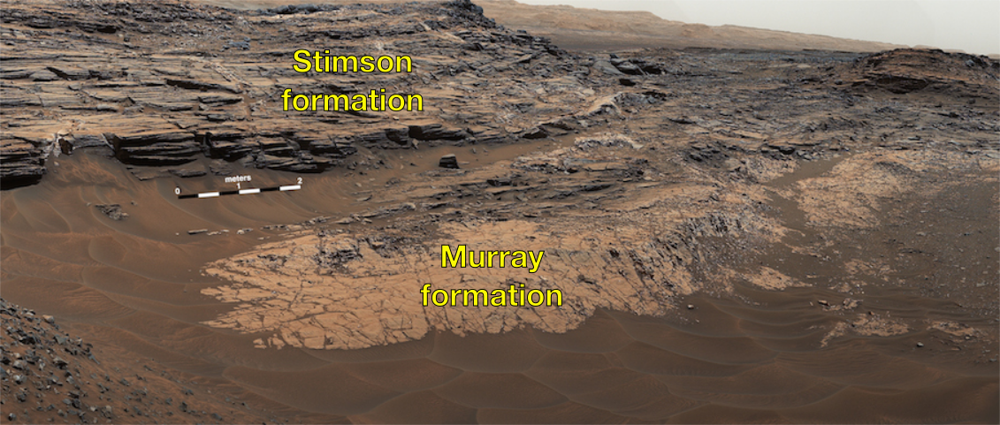 Stimson
formation
meters
0 1 2
Murray
formation